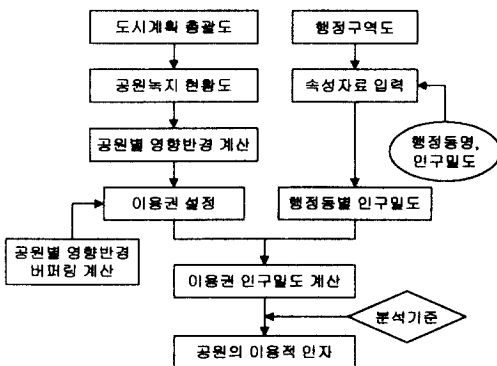 도시계획 총괄도
행정구역도
공원녹지 현황도
속성자료 입력
공원별 영향반경 계산
행정동명,
인구밀도
이용권 설정
행정동별 인구밀도
공원별 영향반경
버퍼링 계산
이용권 인구밀도 계산
분석기준
공원의 이용적 인자